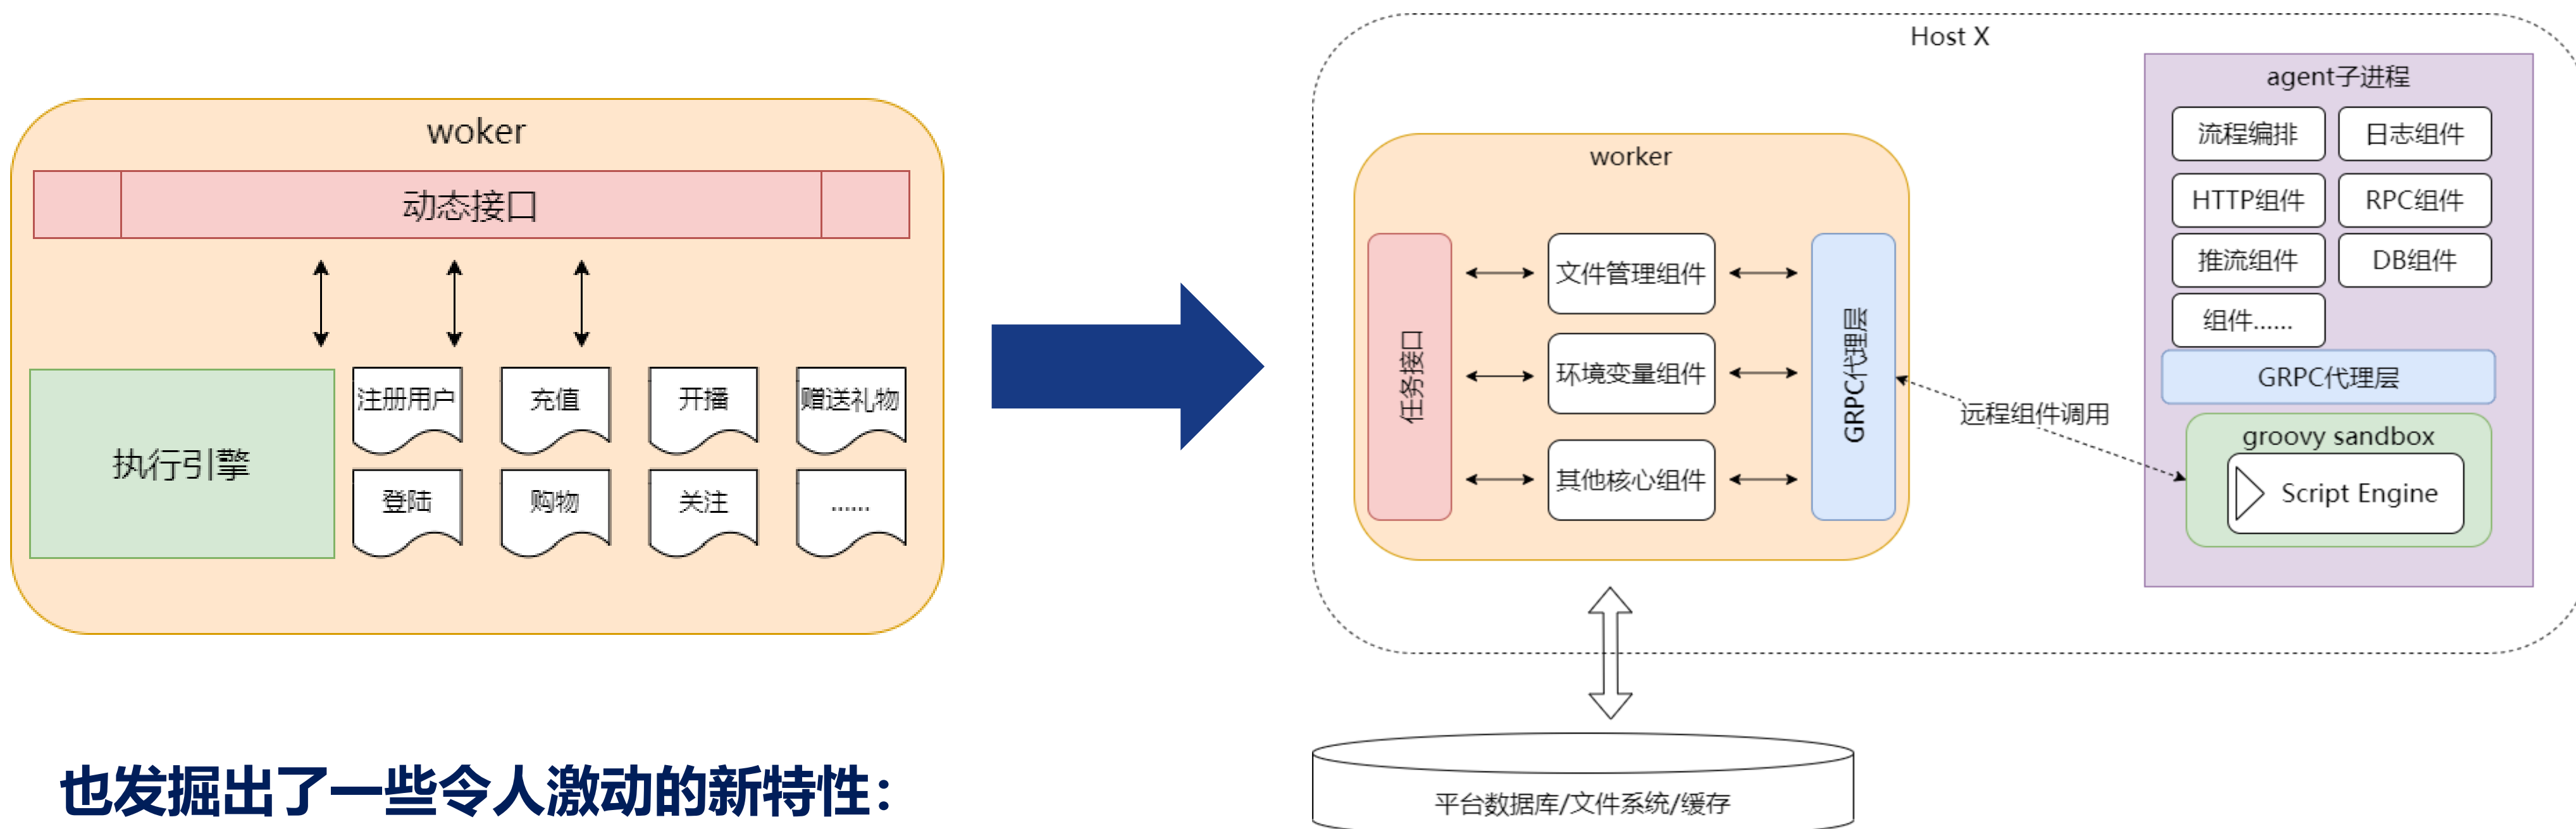 woker
动态接口
执行引擎
注册用户
充值
开播
赠送礼物
登陆
购物
关注
......
Host X
worker
任务接口
文件管理组件
环境变量组件
其他核心组件
GRPC代理层
远程组件调用
agent子进程
流程编排
日志组件
HTTP组件
RPC组件
推流组件
DB组件
组件......
GRPC代理层
groovy sandbox
Script Engine
平台数据库/文件系统/缓存
也发掘出了一些令人激动的新特性：